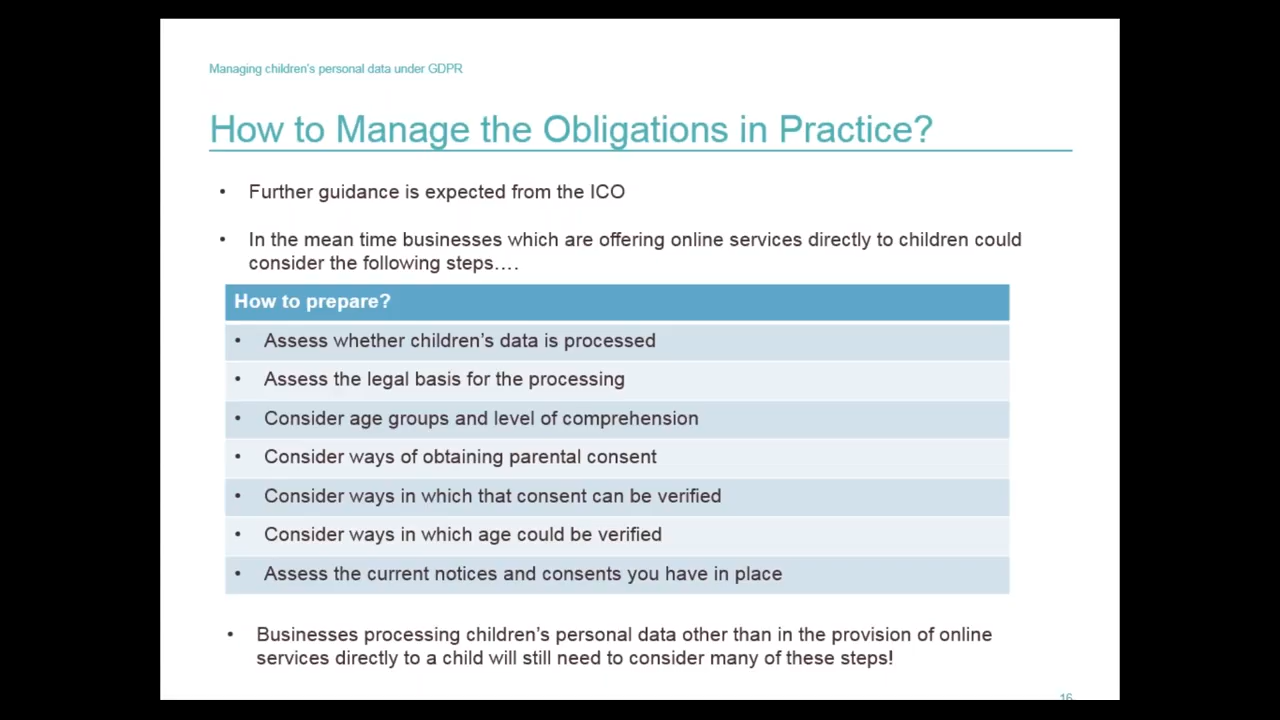 Managing children's personal data under GDPR
How to Manage the Obligations in Practice?
• Further guidance is expected from the ICO
• In the mean time businesses which are offering online services directly to children could
consider the following steps….
How to prepare?
• Assess whether children's data is processed
• Assess the legal basis for the processing
• Consider age groups and level of comprehension
• Consider ways of obtaining parental consent
• Consider ways in which that consent can be verified
• Consider ways in which age could be verified
• Assess the current notices and consents you have in place
• Businesses processing children's personal data other than in the provision of online
services directly to a child will still need to consider many of these steps!
16